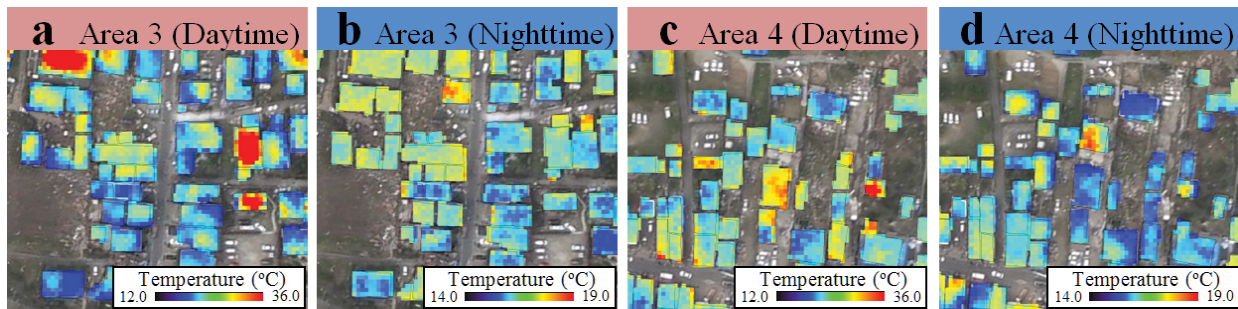 a Area 3 (Daytime)
b Area 3 (Nighttime)
c Area 4 (Daytime)
d Area 4 (Nighttime)
Temperature (°C)
12.0 36.0
Temperature (°C)
14.0 19.0
Temperature (°C)
12.0 36.0
Temperature (°C)
14.0 19.0